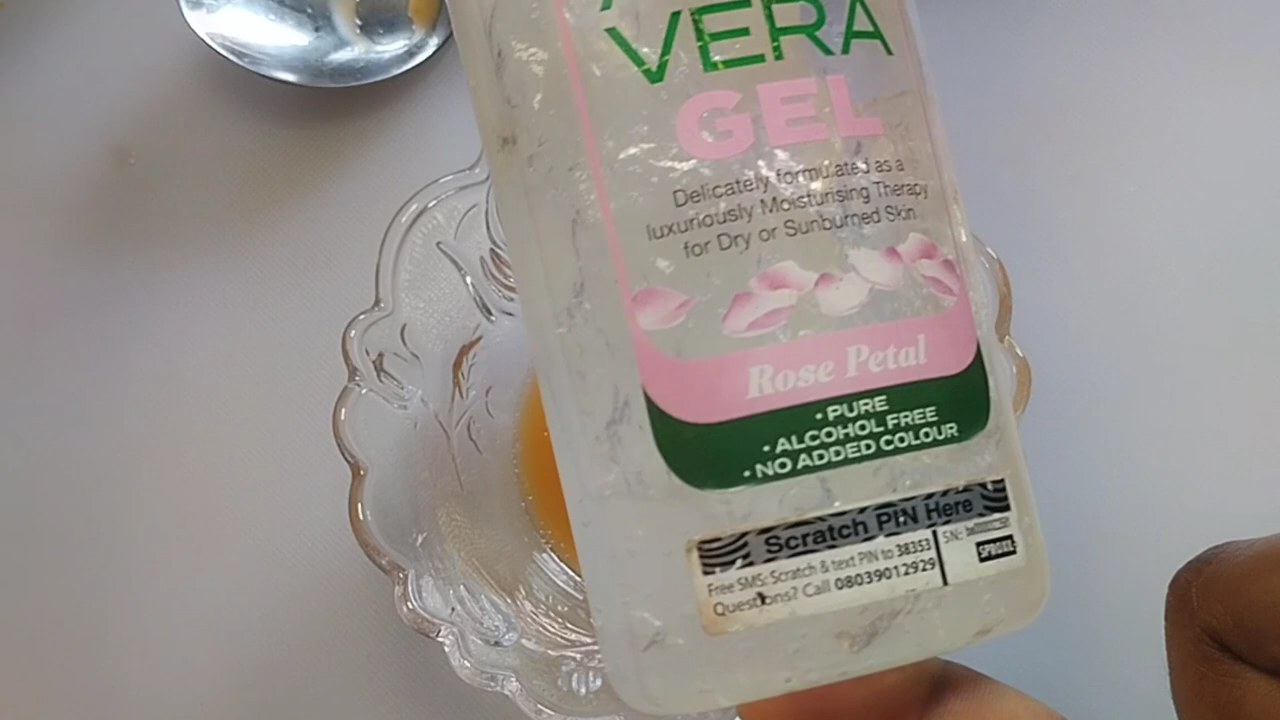 VERA
GEL
Delicately formulated as a
luxuriously Moisturising Therapy
for Dry or Sunburned Skin
Rose Petal
• PURE
• ALCOHOL FREE
• NO ADDED COLOUR
Scratch PIN Here
Free SMS: Scratch & text PIN to 38353
Questions? Call 08039012929
SN:
SPROXIL